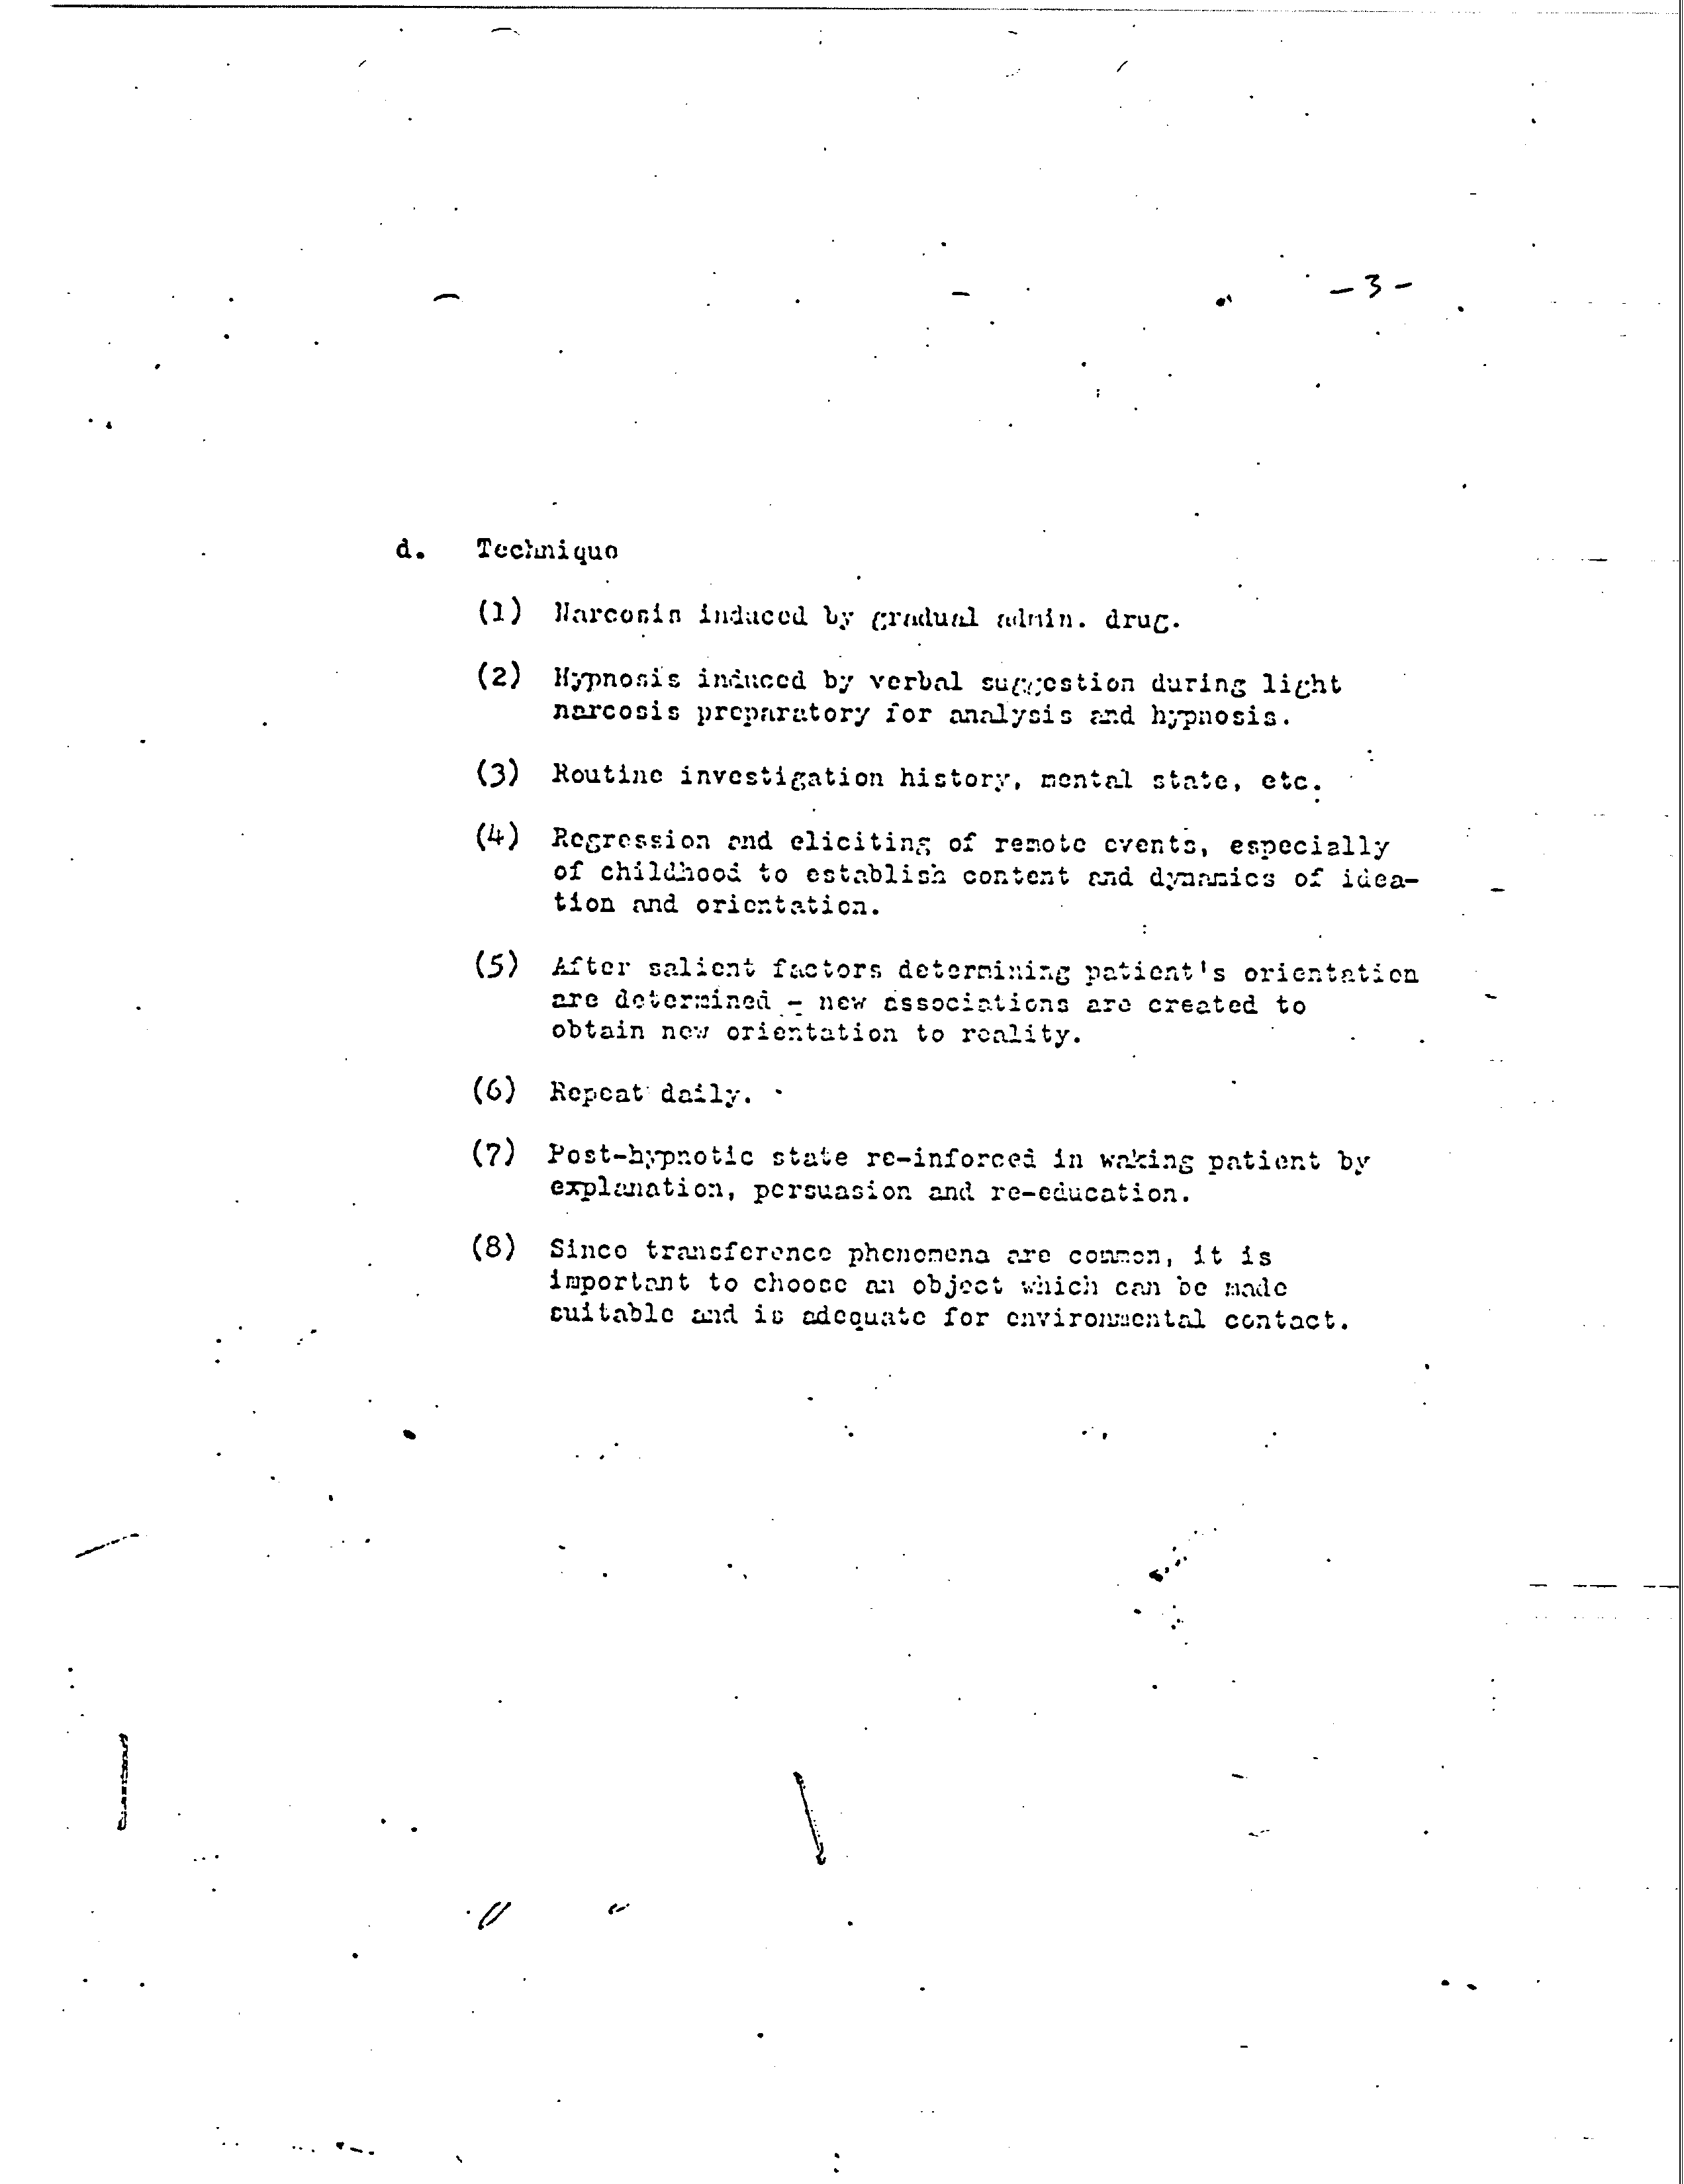 -3-
d. Technique
(1) Narcosis induced by gradual admin. drug.
(2) Hypnosis induced by verbal suggestion during light
narcosis preparatory for analysis and hypnosis.
(3) Routine investigation history, mental state, etc.
(4) Regression and eliciting of remote events, especially
of childhood to establish content and dynamics of idea-
tion and orientation.
(5) After salient factors determining patient's orientation
are determined - new associations are created to
obtain new orientation to reality.
(6) Repeat daily.
(7) Post-hypnotic state re-inforced in waking patient by
explanation, persuasion and re-education.
(8) Since transference phenomena are common, it is
important to choose an object which can be made
suitable and is adequate for environmental contact.